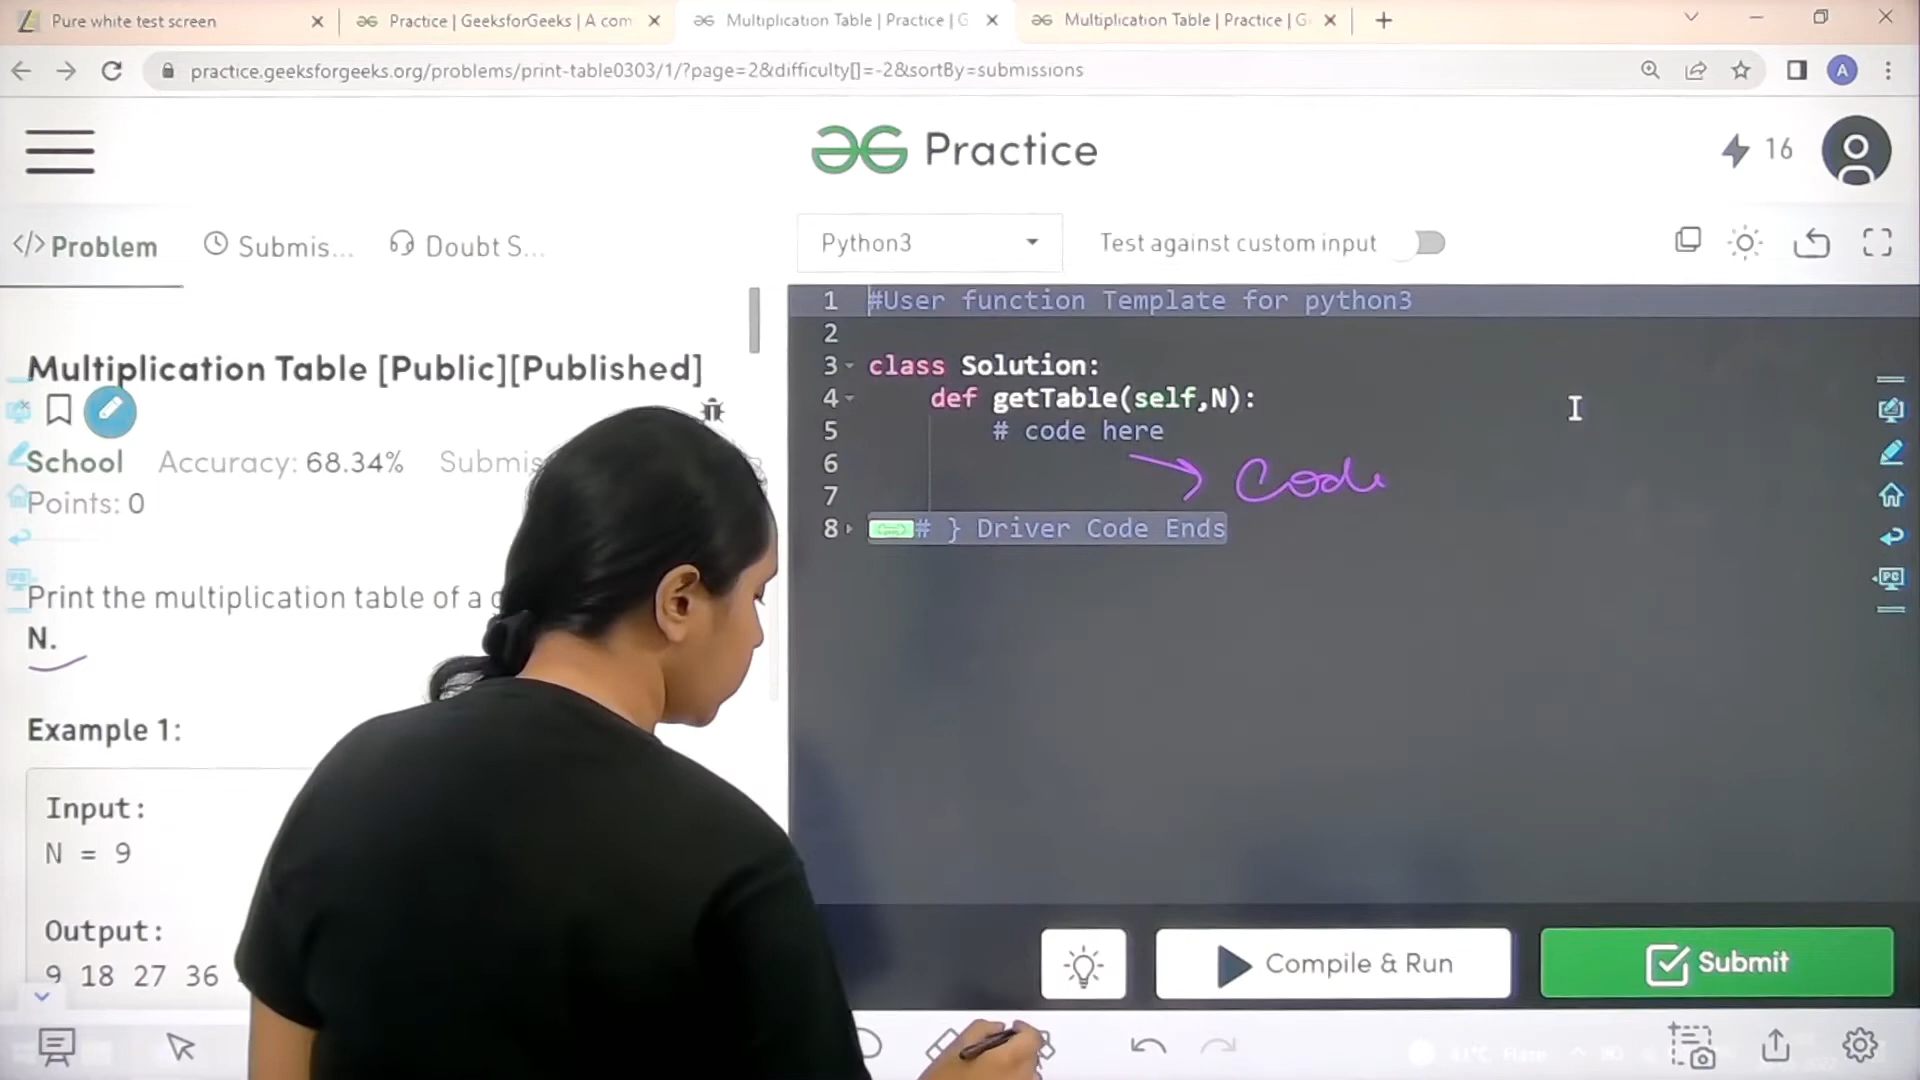 Pure white test screen
Practice | GeeksforGeeks | A com
Multiplication Table | Practice | G
Multiplication Table | Practice | G
practice.geeksforgeeks.org/problems/print-table0303/1/?page=2&difficulty[]=-2&sortBy=submissions
A
Practice
16
</> Problem
Submis...
Doubt S...
Python3
Test against custom input
Multiplication Table [Public][Published]
School Accuracy: 68.34% Submis
Points: 0
Print the multiplication table of a
N.
Example 1:
Input:
N = 9
Output:
9 18 27 36
1 #User function Template for python3
2
3 class Solution:
4 def getTable(self,N):
5 # code here
6
7
8 # } Driver Code Ends
Code
PC
Compile & Run
Submit
41°C